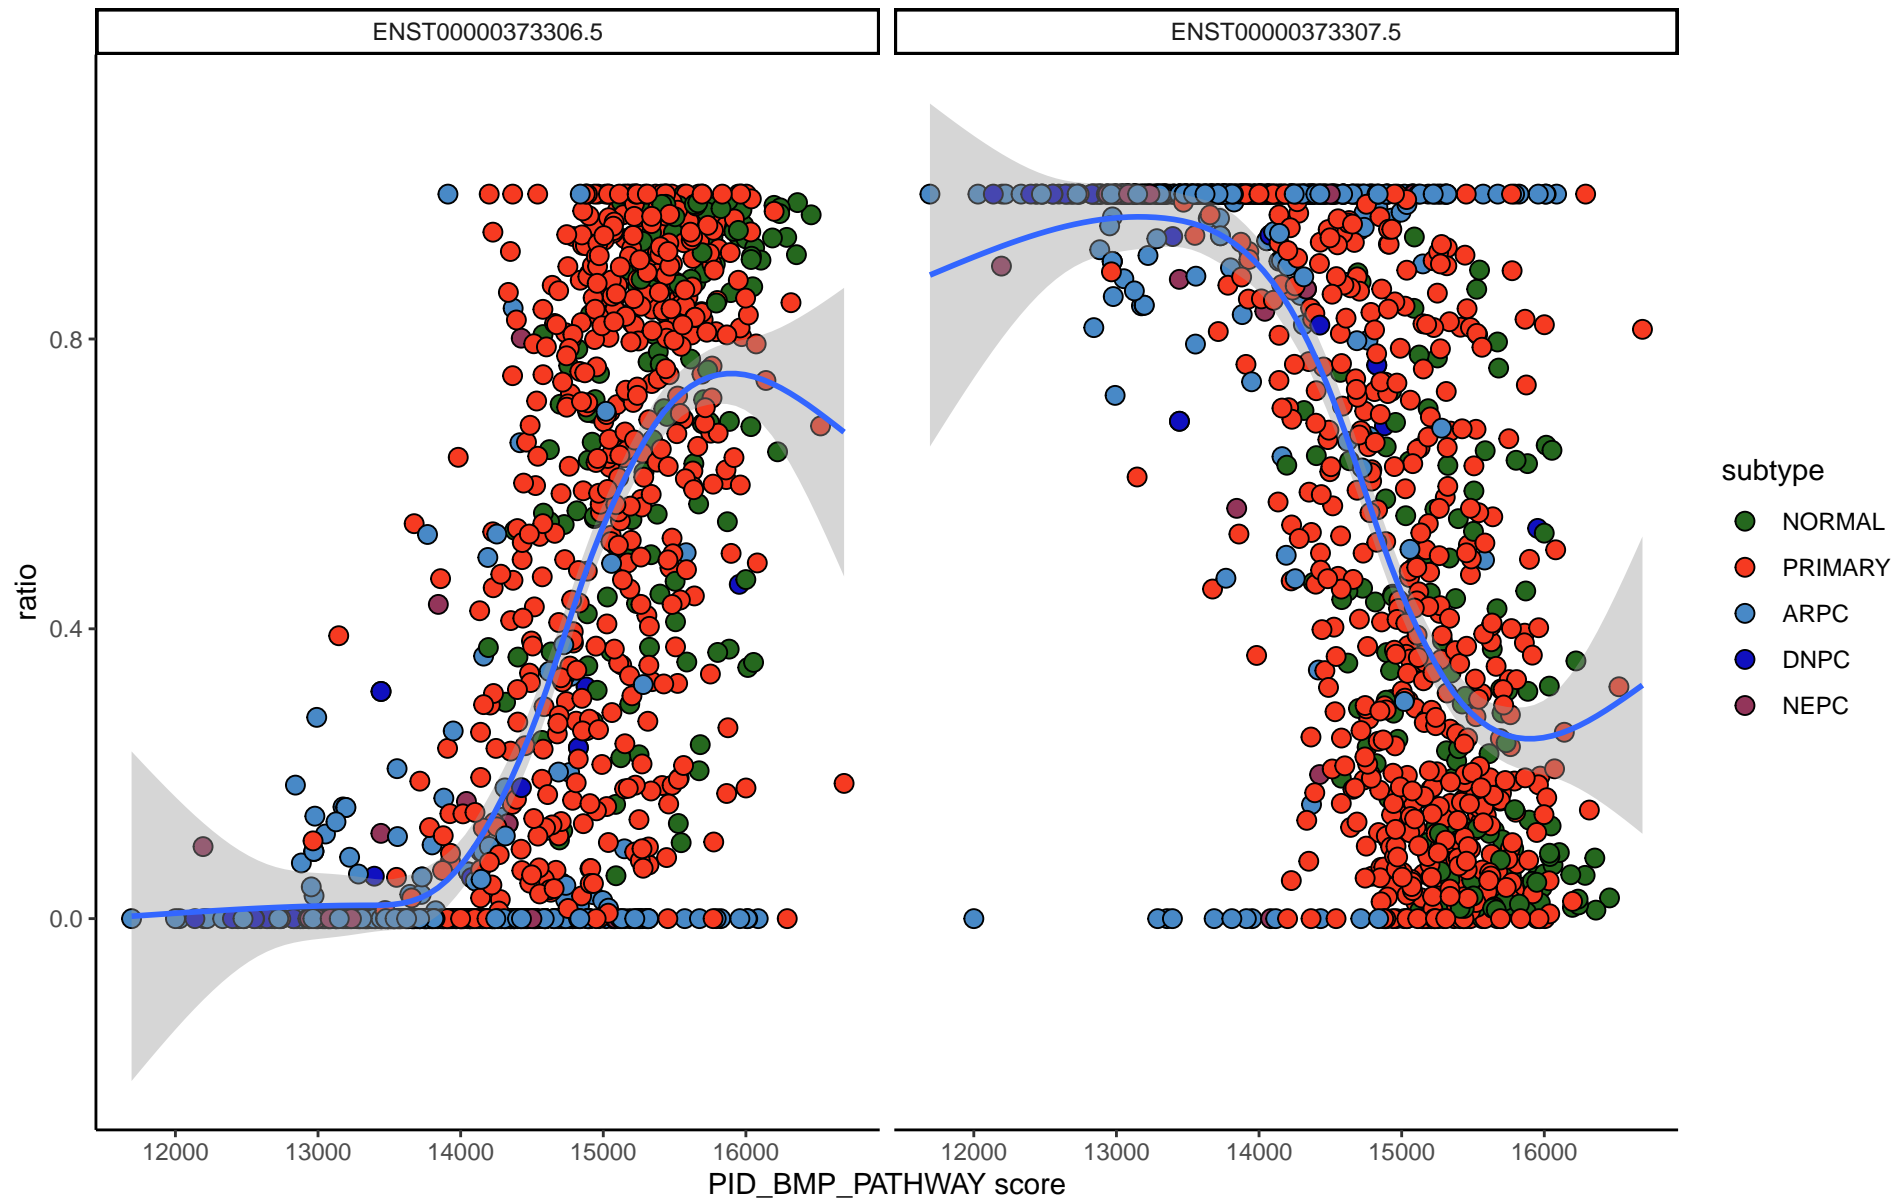 ENST00000373306.5
ENST00000373307.5
ratio
0.8
0.4
0.0
12000
13000
14000
15000
16000
12000
13000
14000
15000
16000
PID_BMP_PATHWAY score
subtype
NORMAL
PRIMARY
ARPC
DNPC
NEPC